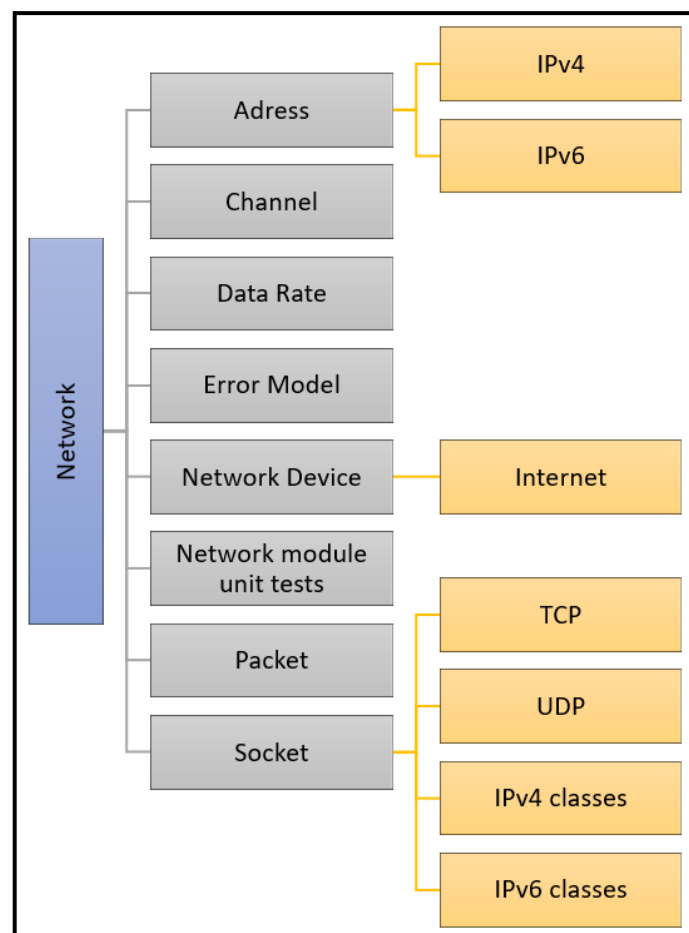 Network
Adress
IPv4
IPv6
Channel
Data Rate
Error Model
Network Device
Internet
Network module
unit tests
Packet
Socket
TCP
UDP
IPv4 classes
IPv6 classes